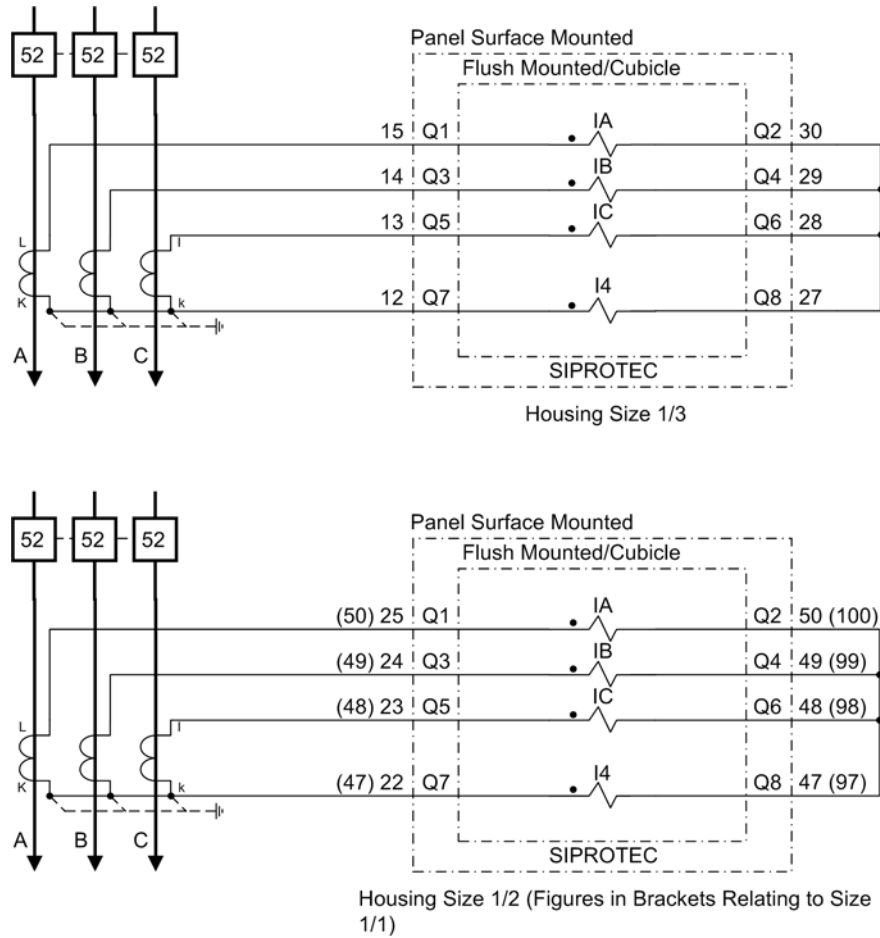 52 52 52
Panel Surface Mounted
Flush Mounted/Cubicle
15 Q1 IA Q2 30
14 Q3 IB Q4 29
13 Q5 IC Q6 28
L l
12 Q7 I4 Q8 27
K k
A B C
SIPROTEC
Housing Size 1/3
52 52 52
Panel Surface Mounted
Flush Mounted/Cubicle
(50) 25 Q1 IA Q2 50 (100)
(49) 24 Q3 IB Q4 49 (99)
(48) 23 Q5 IC Q6 48 (98)
L l
(47) 22 Q7 I4 Q8 47 (97)
K k
A B C
SIPROTEC
Housing Size 1/2 (Figures in Brackets Relating to Size
1/1)